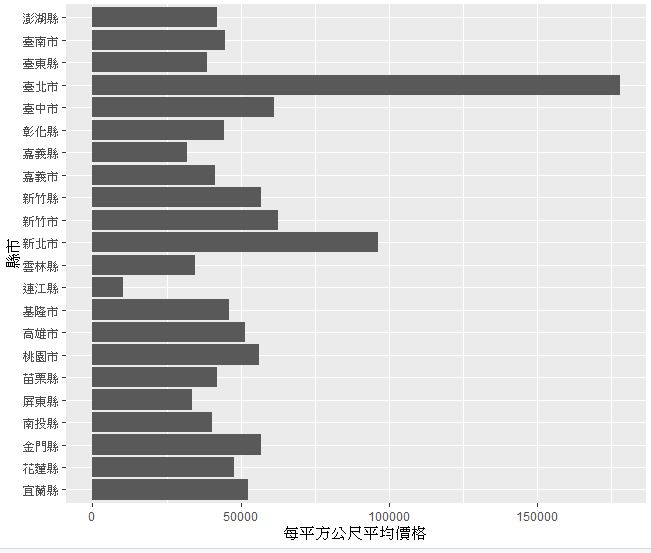 澎湖縣
臺南市
臺東縣
臺北市
臺中市
彰化縣
嘉義縣
嘉義市
新竹縣
新竹市
新北市
雲林縣
連江縣
基隆市
高雄市
桃園市
苗栗縣
屏東縣
南投縣
金門縣
花蓮縣
宜蘭縣
縣市
0 50000 100000 150000
每平方公尺平均價格